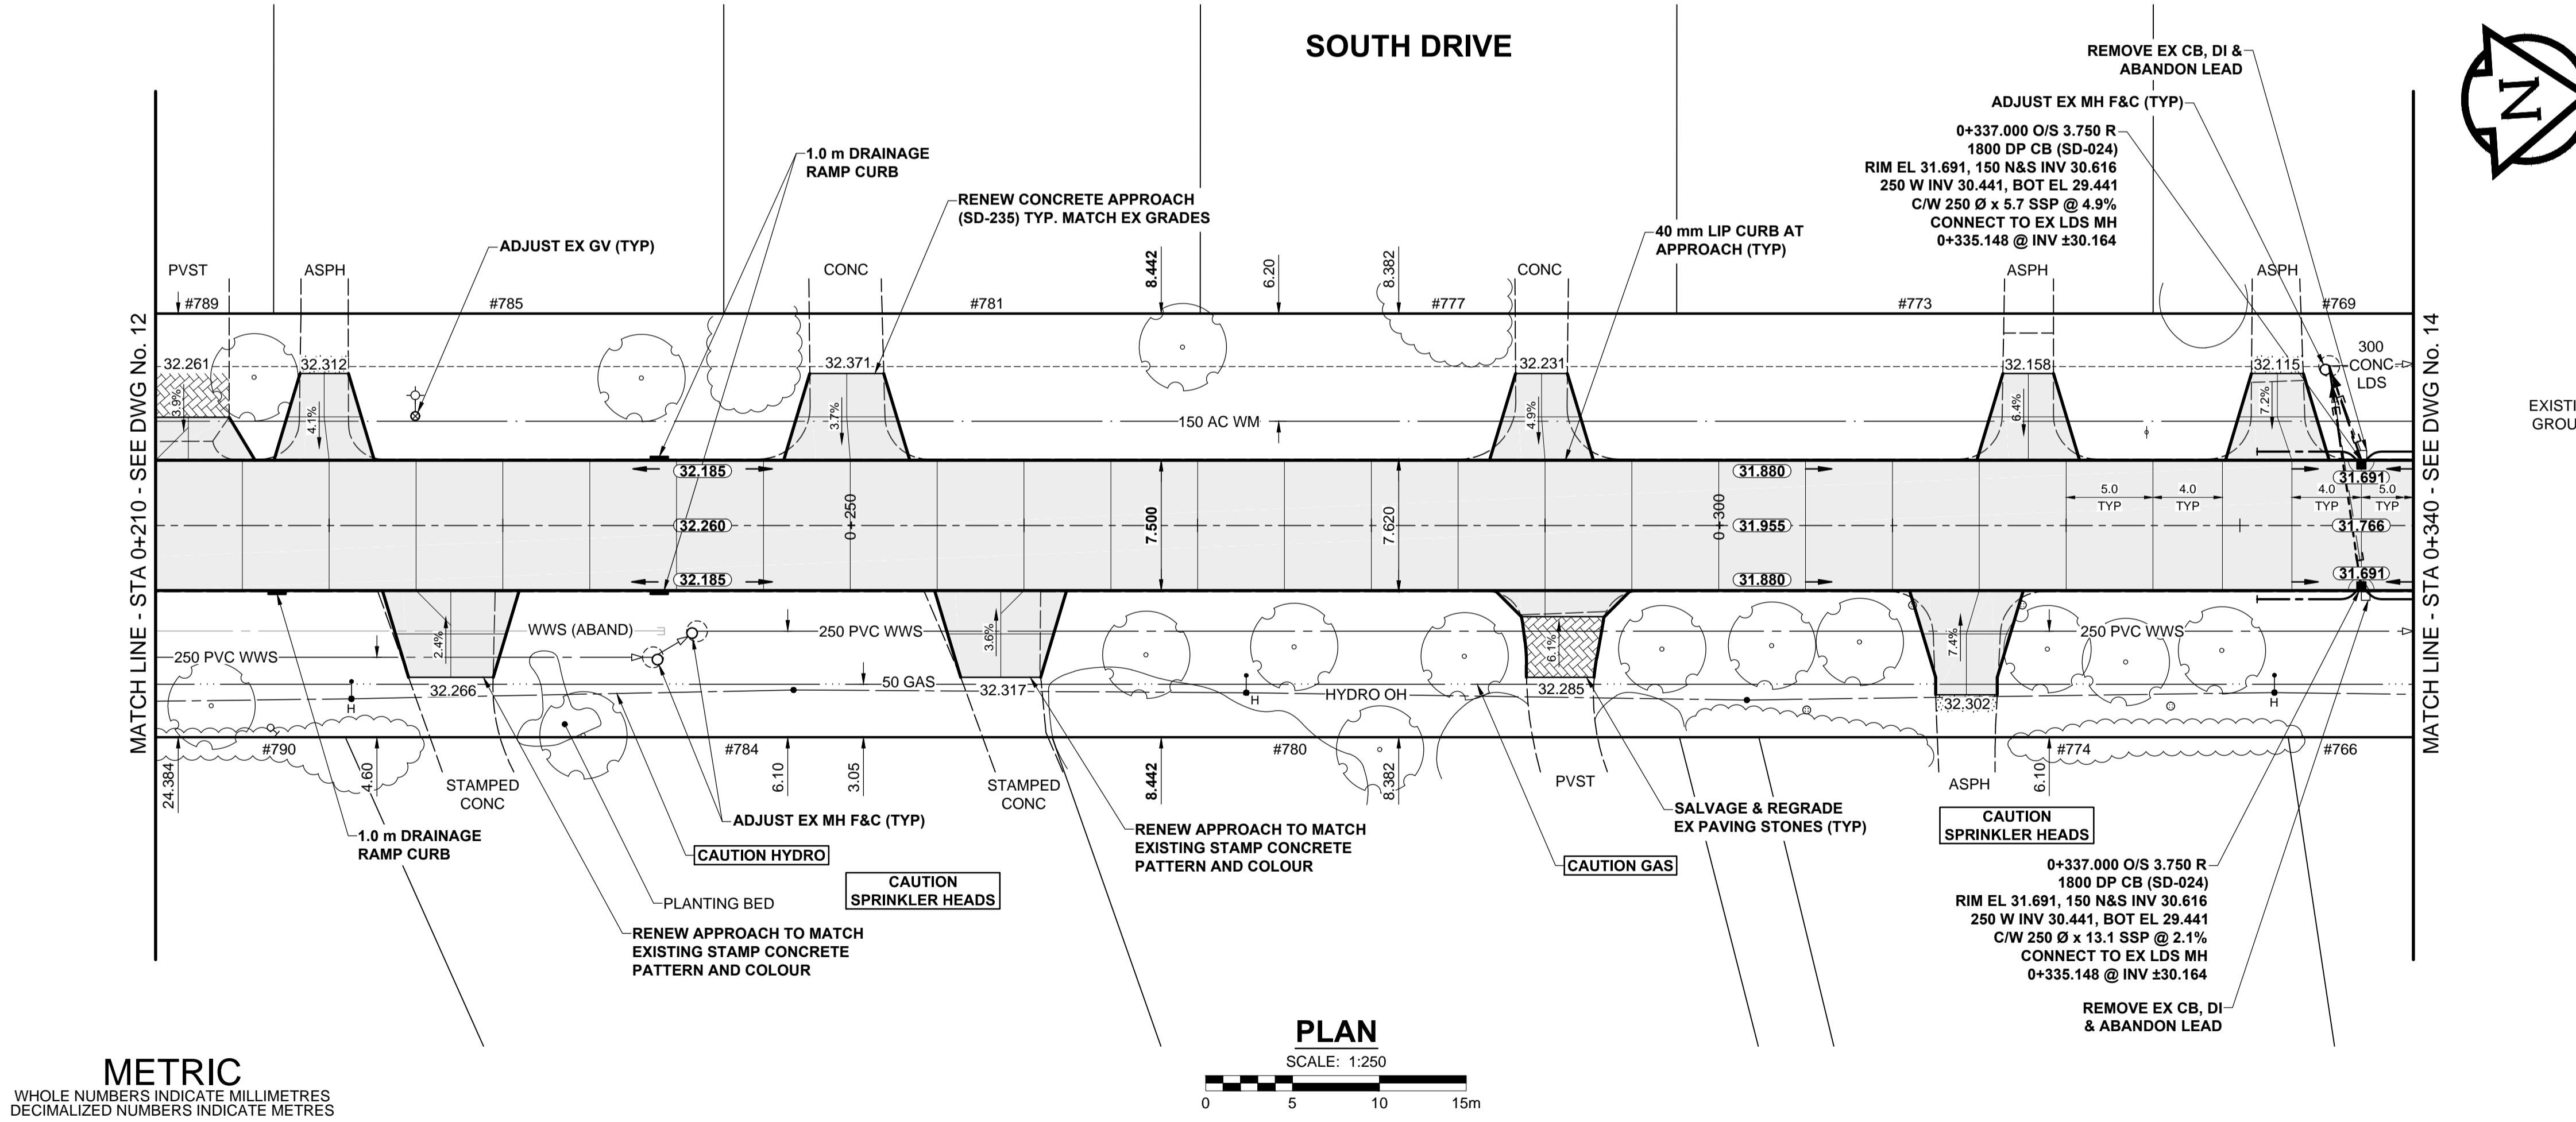 SOUTH DRIVE
REMOVE EX CB, DI &
ABANDON LEAD
ADJUST EX MH F&C (TYP)
0+337.000 O/S 3.750 R
1800 DP CB (SD-024)
RIM EL 31.691, 150 N&S INV 30.616
250 W INV 30.441, BOT EL 29.441
C/W 250 Ø x 5.7 SSP @ 4.9%
CONNECT TO EX LDS MH
0+335.148 @ INV ±30.164
N
1.0 m DRAINAGE
RAMP CURB
RENEW CONCRETE APPROACH
(SD-235) TYP. MATCH EX GRADES
ADJUST EX GV (TYP)
40 mm LIP CURB AT
APPROACH (TYP)
PVST
ASPH
CONC
8.442
6.20
8.382
CONC
ASPH
ASPH
#789
#785
#781
#777
#773
#769
MATCH LINE - STA 0+210 - SEE DWG No. 12
32.261
32.312
32.371
32.231
32.158
32.115
300
CONC
LDS
3.9%
4.1%
3.7%
4.9%
6.4%
7.2%
150 AC WM
EXISTI
GROU
32.185
31.880
31.691
0+250
0+300
5.0
TYP
4.0
TYP
4.0
TYP
5.0
TYP
32.260
7.500
7.620
31.955
31.766
32.185
31.880
31.691
MATCH LINE - STA 0+340 - SEE DWG No. 14
2.4%
WWS (ABAND)
250 PVC WWS
3.6%
6.1%
7.4%
250 PVC WWS
250 PVC WWS
50 GAS
HYDRO OH
32.266
32.317
32.285
32.302
H
H
H
#790
#784
#780
#774
#766
24.384
4.60
6.10
3.05
8.442
8.382
6.10
STAMPED
CONC
STAMPED
CONC
PVST
ASPH
1.0 m DRAINAGE
RAMP CURB
ADJUST EX MH F&C (TYP)
CAUTION HYDRO
CAUTION
SPRINKLER HEADS
PLANTING BED
RENEW APPROACH TO MATCH
EXISTING STAMP CONCRETE
PATTERN AND COLOUR
RENEW APPROACH TO MATCH
EXISTING STAMP CONCRETE
PATTERN AND COLOUR
SALVAGE & REGRADE
EX PAVING STONES (TYP)
CAUTION GAS
CAUTION
SPRINKLER HEADS
0+337.000 O/S 3.750 R
1800 DP CB (SD-024)
RIM EL 31.691, 150 N&S INV 30.616
250 W INV 30.441, BOT EL 29.441
C/W 250 Ø x 13.1 SSP @ 2.1%
CONNECT TO EX LDS MH
0+335.148 @ INV ±30.164
REMOVE EX CB, DI
& ABANDON LEAD
PLAN
SCALE: 1:250
0 5 10 15m
METRIC
WHOLE NUMBERS INDICATE MILLIMETRES
DECIMALIZED NUMBERS INDICATE METRES